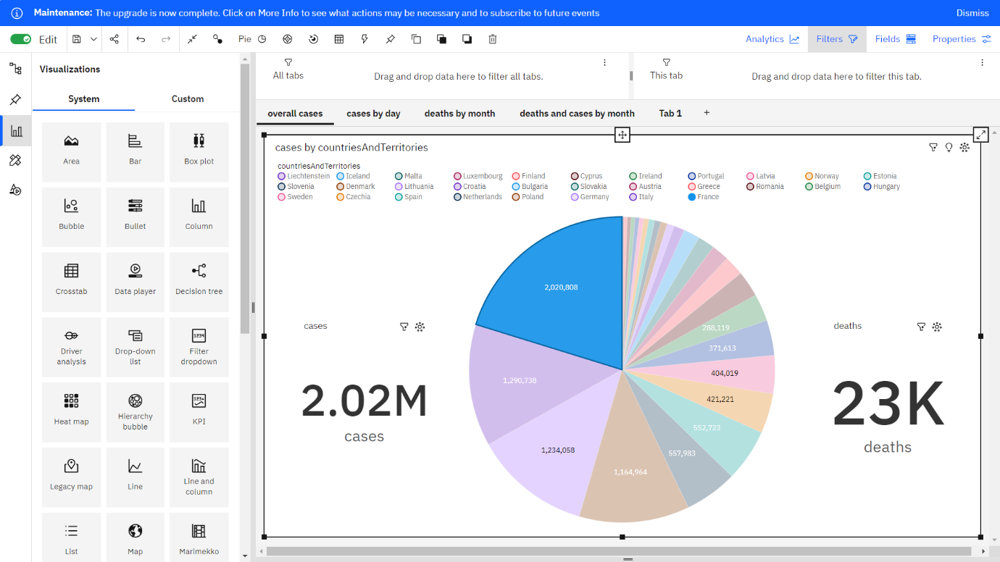 Maintenance: The upgrade is now complete. Click on More Info to see what actions may be necessary and to subscribe to future events
Dismiss
Edit
Pie
Analytics
Filters
Fields
Properties
Visualizations
System
Custom
Area
Bar
Box plot
Bubble
Bullet
Column
Crosstab
Data player
Decision tree
Driver
analysis
Drop-down
list
Filter
dropdown
Heat map
Hierarchy
bubble
KPI
Legacy map
Line
Line and
column
List
Map
Marimekko
All tabs
Drag and drop data here to filter all tabs.
This tab
Drag and drop data here to filter this tab.
overall cases
cases by day
deaths by month
deaths and cases by month
Tab 1
+
cases by countriesAndTerritories
countriesAndTerritories
Liechtenstein Iceland Malta Luxembourg Finland Cyprus Ireland Portugal Latvia Norway Estonia
Slovenia Denmark Lithuania Croatia Bulgaria Slovakia Austria Greece Romania Belgium Hungary
Sweden Czechia Spain Netherlands Poland Germany Italy France
2,020,808
1,290,738
1,234,058
1,164,964
557,983
552,723
421,221
404,019
371,613
288,119
cases
2.02M
cases
deaths
23K
deaths